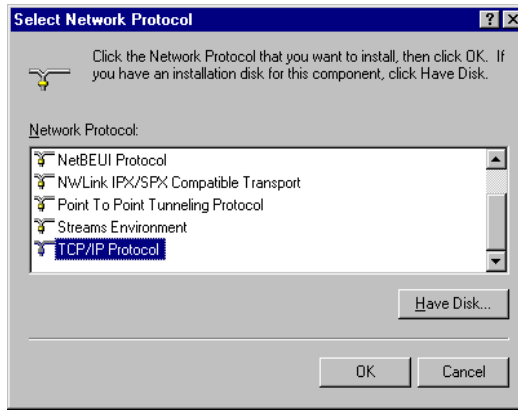 Select Network Protocol
Click the Network Protocol that you want to install, then click OK. If
you have an installation disk for this component, click Have Disk.
Network Protocol:
NetBEUI Protocol
NWLink IPX/SPX Compatible Transport
Point To Point Tunneling Protocol
Streams Environment
TCP/IP Protocol
Have Disk...
OK
Cancel